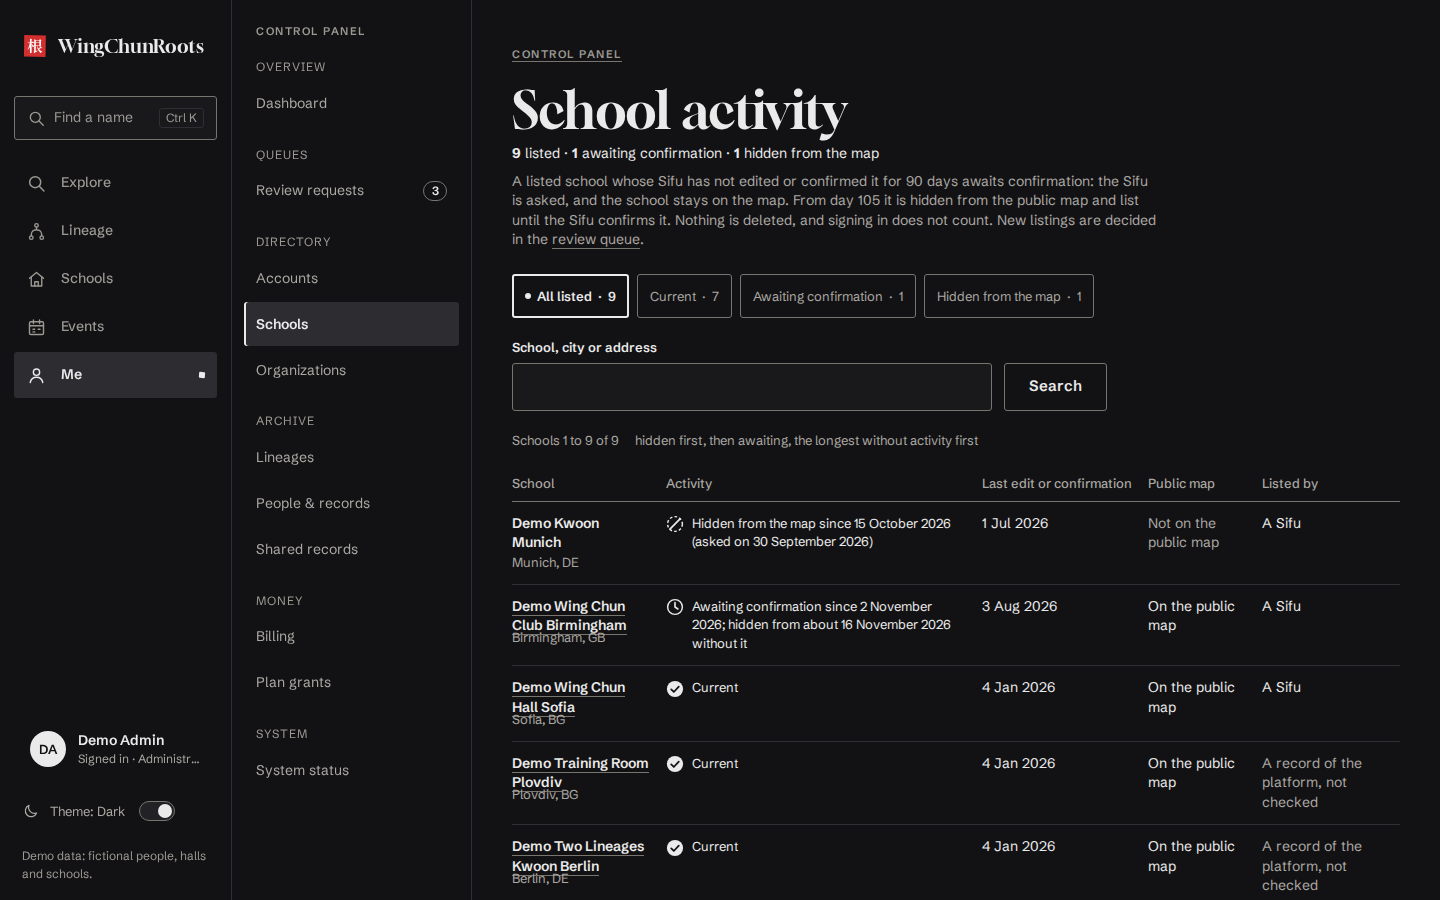 根 WingChunRoots
Find a name Ctrl K
Explore
Lineage
Schools
Events
Me
DA Demo Admin
Signed in · Administr...
Theme: Dark
Demo data: fictional people, halls
and schools.
CONTROL PANEL
OVERVIEW
Dashboard
QUEUES
Review requests 3
DIRECTORY
Accounts
Schools
Organizations
ARCHIVE
Lineages
People & records
Shared records
MONEY
Billing
Plan grants
SYSTEM
System status
CONTROL PANEL
School activity
9 listed · 1 awaiting confirmation · 1 hidden from the map
A listed school whose Sifu has not edited or confirmed it for 90 days awaits confirmation: the Sifu
is asked, and the school stays on the map. From day 105 it is hidden from the public map and list
until the Sifu confirms it. Nothing is deleted, and signing in does not count. New listings are decided
in the review queue.
All listed · 9 Current · 7 Awaiting confirmation · 1 Hidden from the map · 1
School, city or address
Search
Schools 1 to 9 of 9 hidden first, then awaiting, the longest without activity first
School Activity Last edit or confirmation Public map Listed by
Demo Kwoon Hidden from the map since 15 October 2026 1 Jul 2026 Not on the A Sifu
Munich (asked on 30 September 2026) public map
Munich, DE
Demo Wing Chun Awaiting confirmation since 2 November 3 Aug 2026 On the public A Sifu
Club Birmingham 2026; hidden from about 16 November 2026 map
Birmingham, GB without it
Demo Wing Chun Current 4 Jan 2026 On the public A Sifu
Hall Sofia map
Sofia, BG
Demo Training Room Current 4 Jan 2026 On the public A record of the
Plovdiv map platform, not
Plovdiv, BG checked
Demo Two Lineages Current 4 Jan 2026 On the public A record of the
Kwoon Berlin map platform, not
Berlin, DE checked